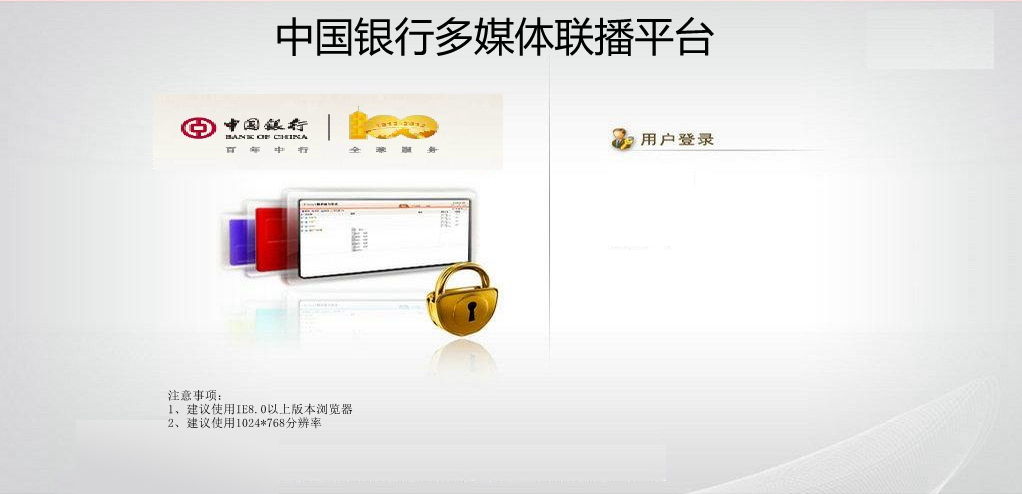 中国银行多媒体联播平台
中国银行
BANK OF CHINA
1912-2012
百年中行 全球服务
用户登录
注意事项:
1、建议使用IE8.0以上版本浏览器
2、建议使用1024*768分辨率